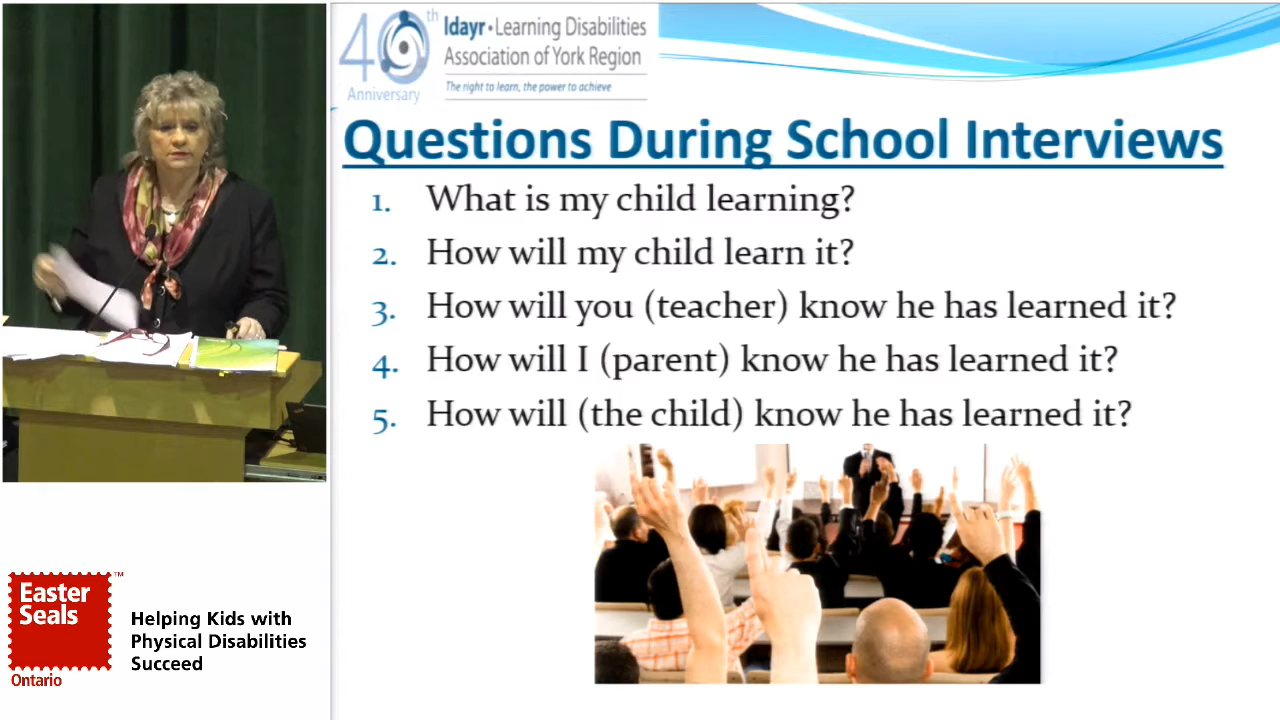 40th
Anniversary
ldayr • Learning Disabilities
Association of York Region
The right to learn, the power to achieve
Questions During School Interviews
1. What is my child learning?
2. How will my child learn it?
3. How will you (teacher) know he has learned it?
4. How will I (parent) know he has learned it?
5. How will (the child) know he has learned it?
Easter
Seals
™
Ontario
Helping Kids with
Physical Disabilities
Succeed